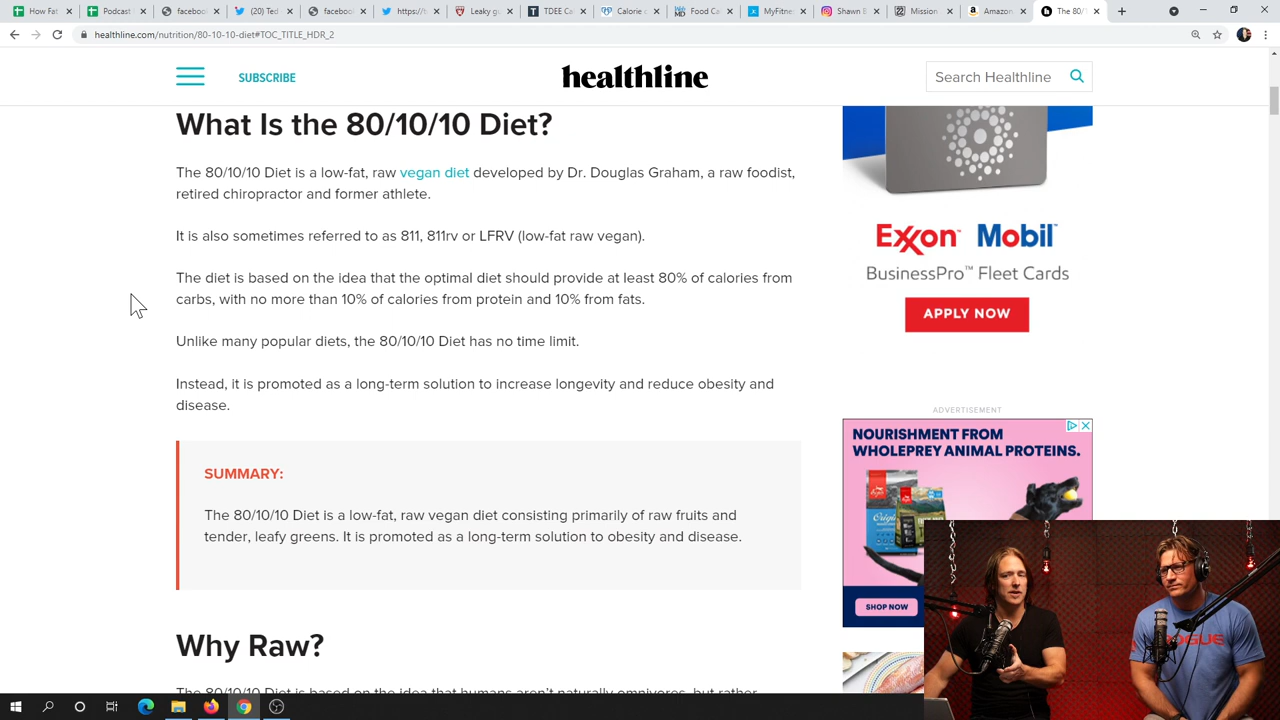 How Fat
Podcast
facebook
(20) Ted
facebook
https://t
Leaky gu
TDEE Ca
Calorie c
Food Cal
MyFitne
Shawn B
Mission
Amazon
The 80/1
healthline.com/nutrition/80-10-10-diet#TOC_TITLE_HDR_2
SUBSCRIBE
healthline
Search Healthline
What Is the 80/10/10 Diet?
The 80/10/10 Diet is a low-fat, raw vegan diet developed by Dr. Douglas Graham, a raw foodist,
retired chiropractor and former athlete.
It is also sometimes referred to as 811, 811rv or LFRV (low-fat raw vegan).
The diet is based on the idea that the optimal diet should provide at least 80% of calories from
carbs, with no more than 10% of calories from protein and 10% from fats.
Unlike many popular diets, the 80/10/10 Diet has no time limit.
Instead, it is promoted as a long-term solution to increase longevity and reduce obesity and
disease.
SUMMARY:
The 80/10/10 Diet is a low-fat, raw vegan diet consisting primarily of raw fruits and
tender, leafy greens. It is promoted as a long-term solution to obesity and disease.
Why Raw?
The 80/10/10 Diet is based on the idea that humans aren't naturally omnivores, but rather
Exxon™ Mobil™
BusinessPro™ Fleet Cards
APPLY NOW
ADVERTISEMENT
NOURISHMENT FROM
WHOLEPREY ANIMAL PROTEINS.
SHOP NOW